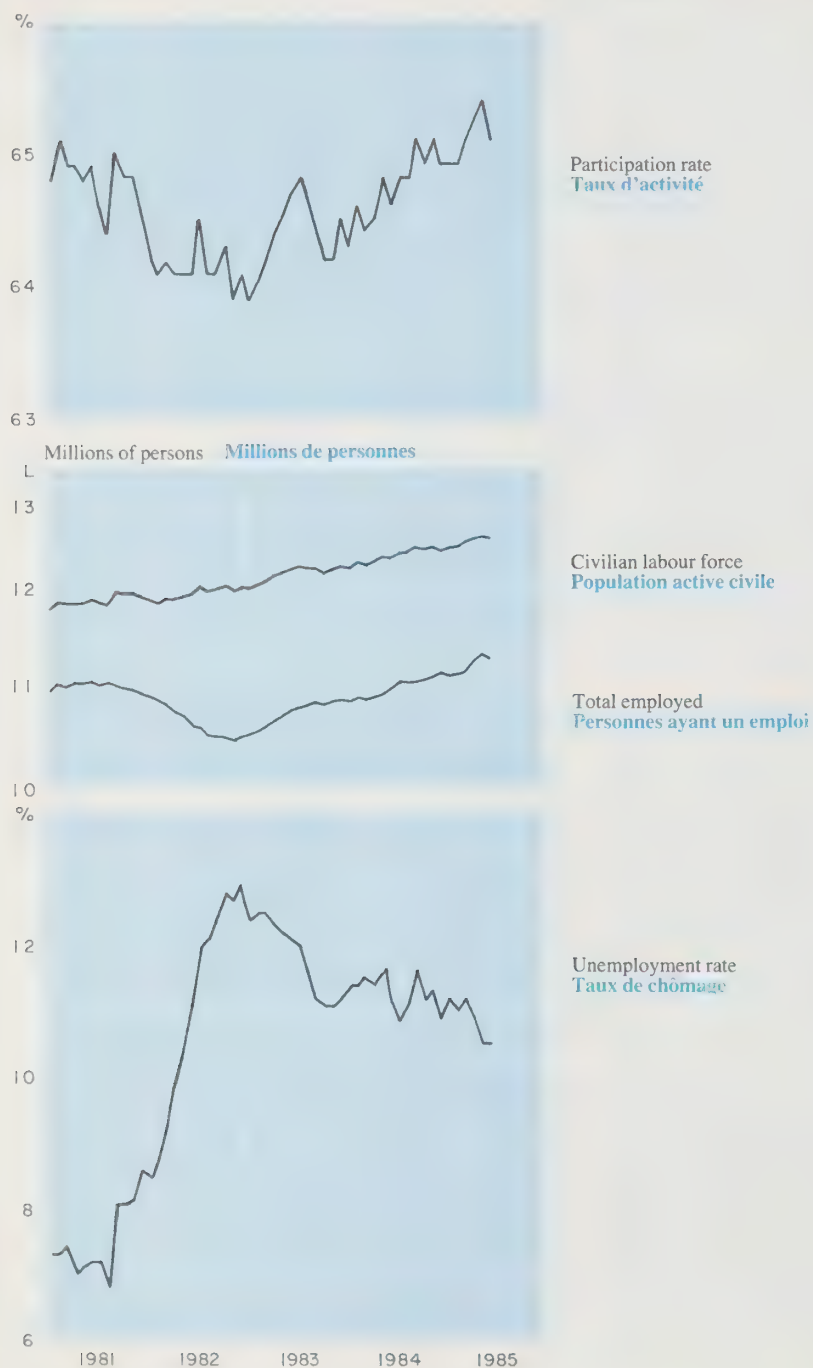 %
65
64
63
Participation rate
Taux d'activité
Millions of persons Millions de personnes
L
13
12
11
10
Civilian labour force
Population active civile
Total employed
Personnes ayant un emploi
%
12
10
8
6
Unemployment rate
Taux de chômage
1981 1982 1983 1984 1985